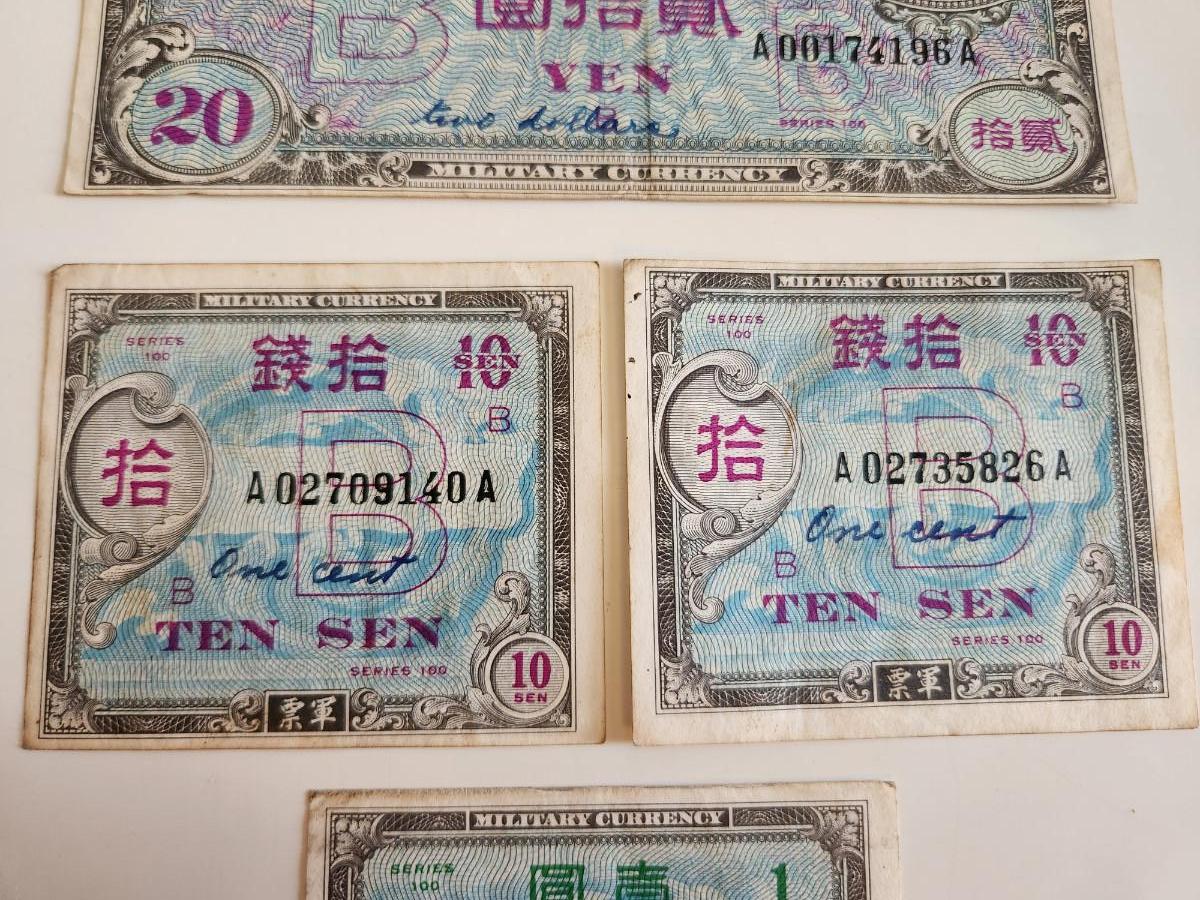 圓拾貳
B
B
A00174196A
YEN
20
two dollars
B
SERIES 100
拾貳
MILITARY CURRENCY
MILITARY CURRENCY
SERIES
100
錢拾
10
SEN
B
拾
B
A02709140A
One cent
B
TEN SEN
SERIES 100
10
SEN
票軍
MILITARY CURRENCY
SERIES
100
錢拾
10
SEN
B
拾
B
A02735826A
One cent
B
TEN SEN
SERIES 100
10
SEN
票軍
MILITARY CURRENCY
SERIES
100
圓壹
1